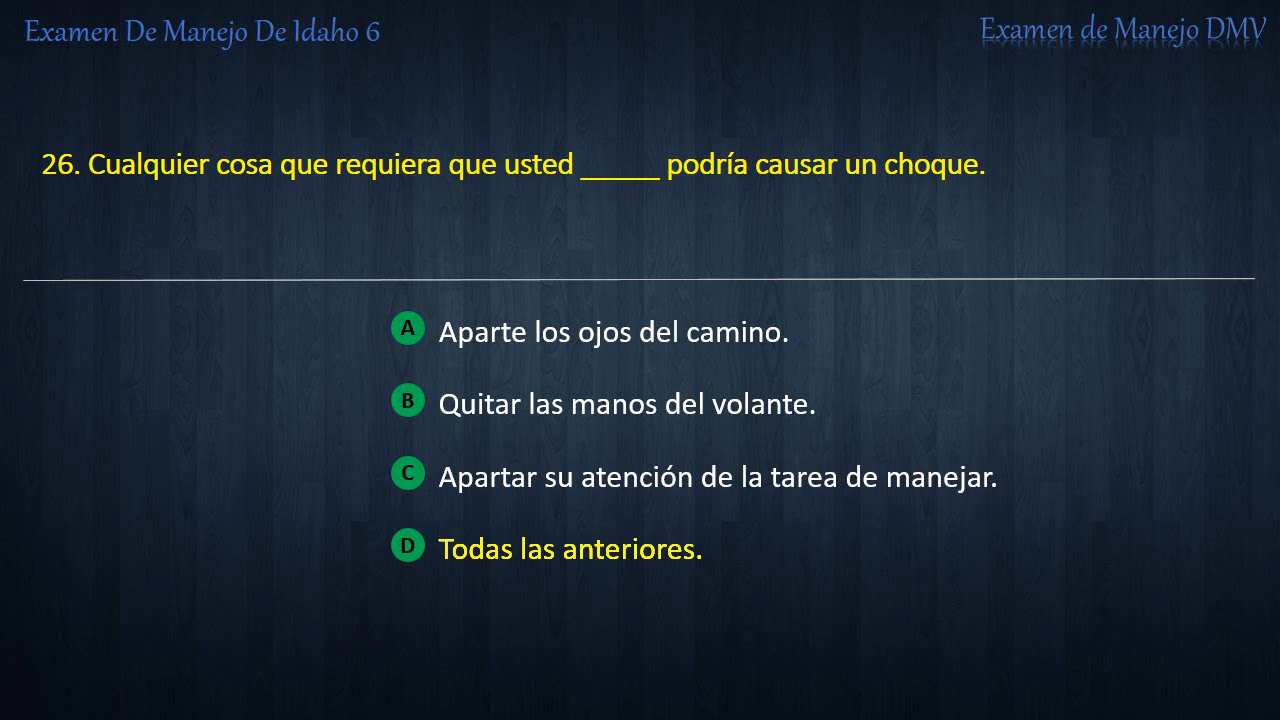 Examen De Manejo De Idaho 6
Examen de Manejo DMV
26. Cualquier cosa que requiera que usted _____ podría causar un choque.
A Aparte los ojos del camino.
B Quitar las manos del volante.
C Apartar su atención de la tarea de manejar.
D Todas las anteriores.